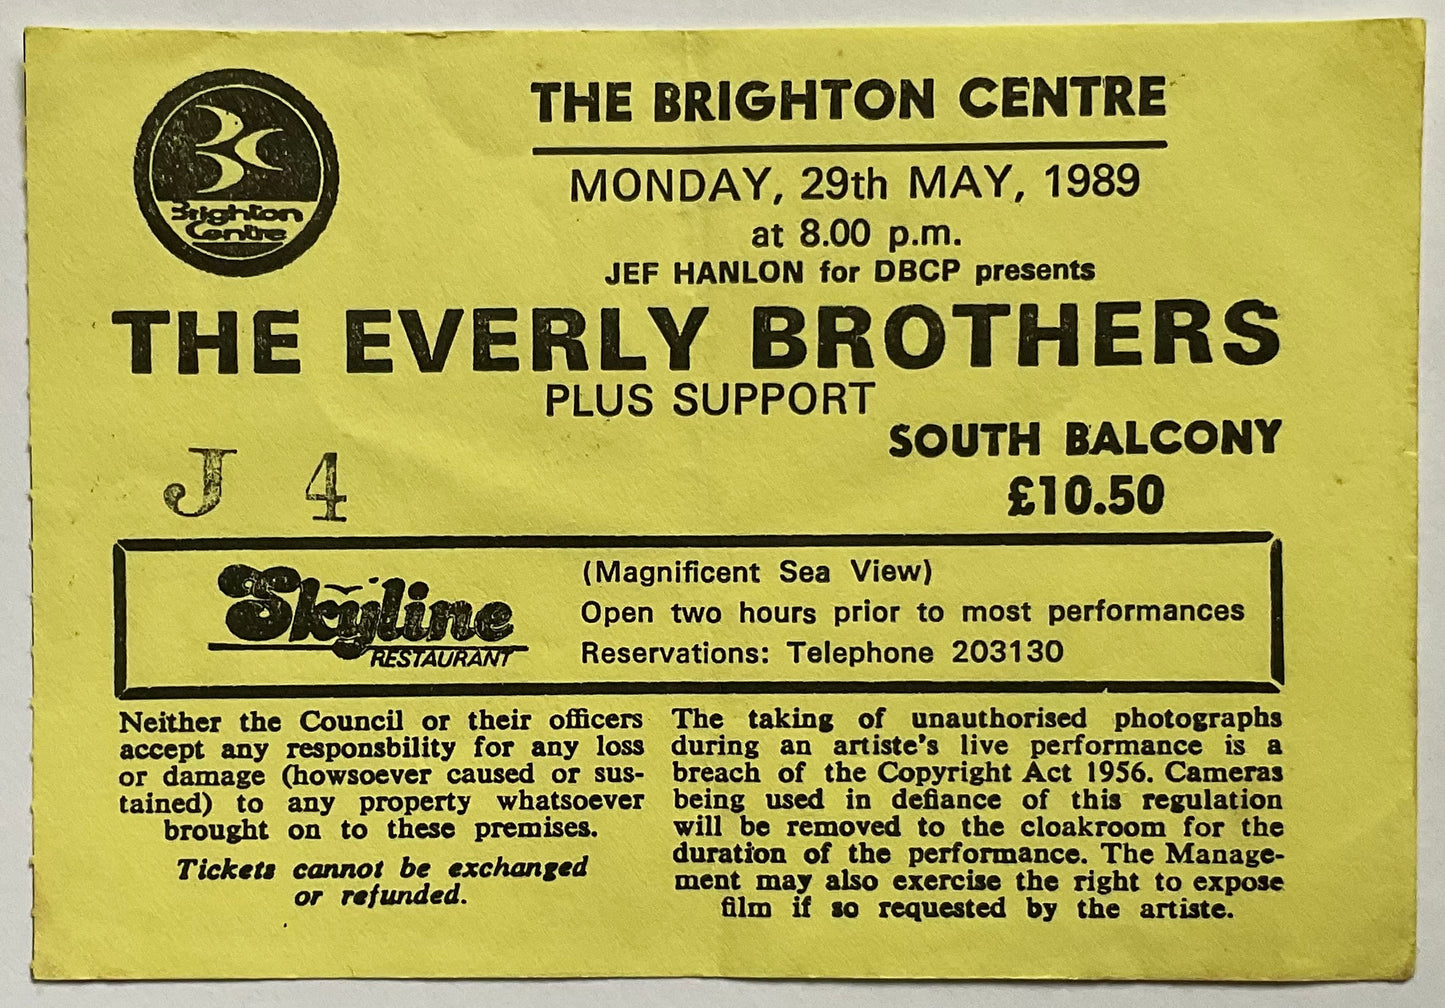 Brighton
Centre
THE BRIGHTON CENTRE
MONDAY, 29th MAY, 1989
at 8.00 p.m.
JEF HANLON for DBCP presents
THE EVERLY BROTHERS
PLUS SUPPORT
SOUTH BALCONY
£10.50
J 4
Skyline
RESTAURANT
(Magnificent Sea View)
Open two hours prior to most performances
Reservations: Telephone 203130
Neither the Council or their officers
accept any responsbility for any loss
or damage (howsoever caused or sus-
tained) to any property whatsoever
brought on to these premises.
Tickets cannot be exchanged
or refunded.
The taking of unauthorised photographs
during an artiste's live performance is a
breach of the Copyright Act 1956. Cameras
being used in defiance of this regulation
will be removed to the cloakroom for the
duration of the performance. The Manage-
ment may also exercise the right to expose
film if so requested by the artiste.